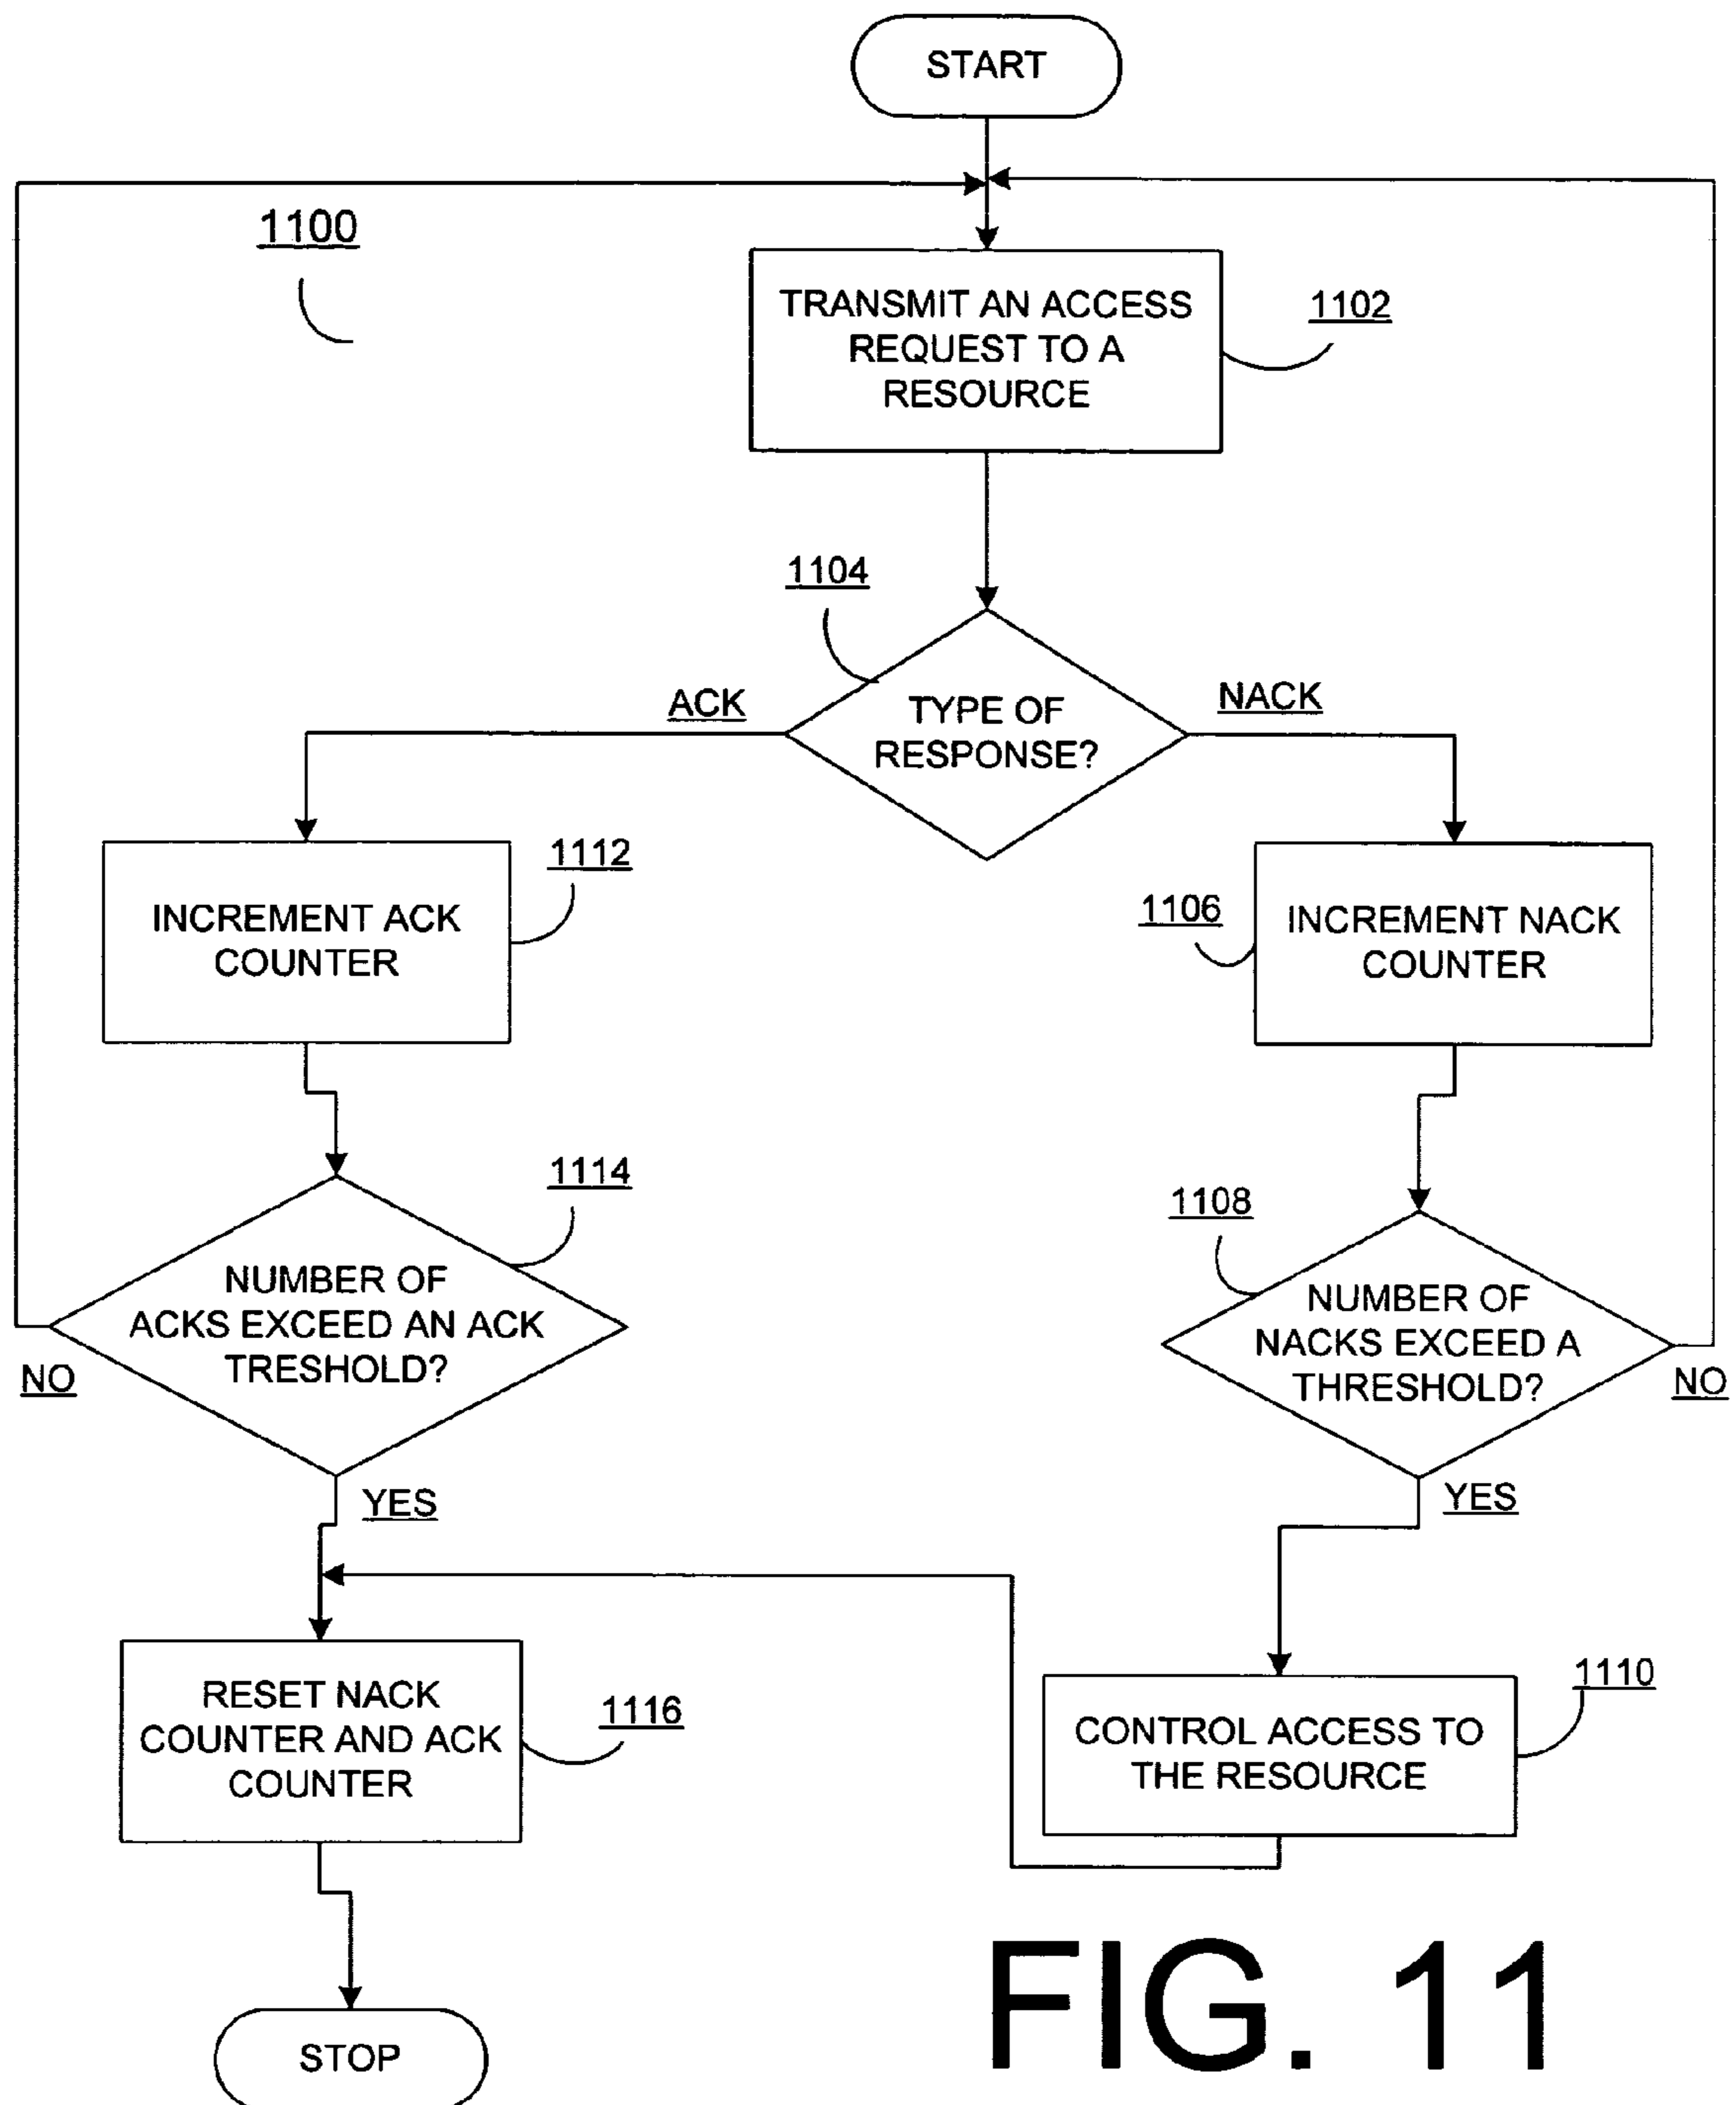 START
1100
TRANSMIT AN ACCESS
REQUEST TO A
RESOURCE
1102
1104
ACK
TYPE OF
RESPONSE?
NACK
INCREMENT ACK
COUNTER
1112
1106
INCREMENT NACK
COUNTER
1114
NUMBER OF
ACKS EXCEED AN ACK
TRESHOLD?
NO
YES
1108
NUMBER OF
NACKS EXCEED A
THRESHOLD?
NO
YES
RESET NACK
COUNTER AND ACK
COUNTER
1116
CONTROL ACCESS TO
THE RESOURCE
1110
STOP
FIG. 11